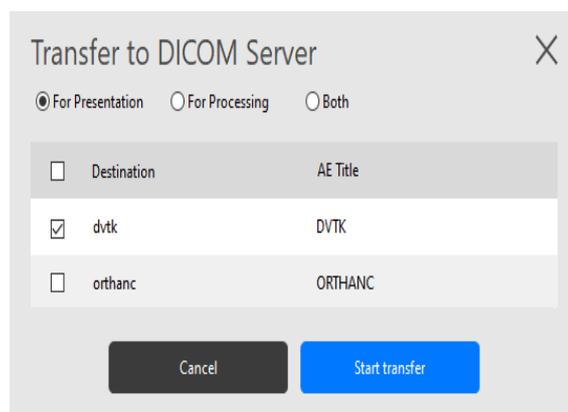 Transfer to DICOM Server
For Presentation For Processing Both
Destination AE Title
dvtk DVTK
orthanc ORTHANC
Cancel Start transfer